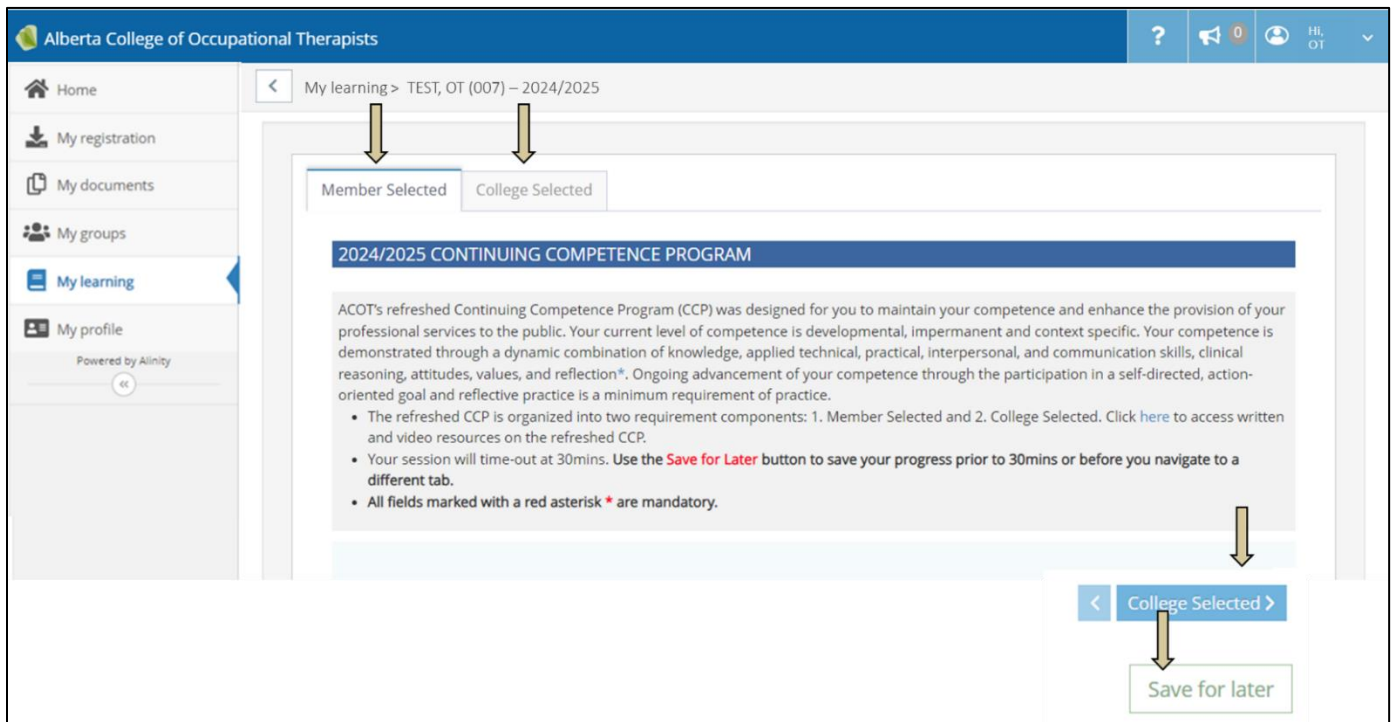 Alberta College of Occupational Therapists
?
0
Hi,
OT
Home
My registration
My documents
My groups
My learning
My profile
Powered by Alinity
My learning > TEST, OT (007) – 2024/2025
Member Selected
College Selected
2024/2025 CONTINUING COMPETENCE PROGRAM
ACOT's refreshed Continuing Competence Program (CCP) was designed for you to maintain your competence and enhance the provision of your
professional services to the public. Your current level of competence is developmental, impermanent and context specific. Your competence is
demonstrated through a dynamic combination of knowledge, applied technical, practical, interpersonal, and communication skills, clinical
reasoning, attitudes, values, and reflection*. Ongoing advancement of your competence through the participation in a self-directed, action-
oriented goal and reflective practice is a minimum requirement of practice.
• The refreshed CCP is organized into two requirement components: 1. Member Selected and 2. College Selected. Click here to access written
and video resources on the refreshed CCP.
• Your session will time-out at 30mins. Use the Save for Later button to save your progress prior to 30mins or before you navigate to a
different tab.
• All fields marked with a red asterisk * are mandatory.
College Selected
Save for later